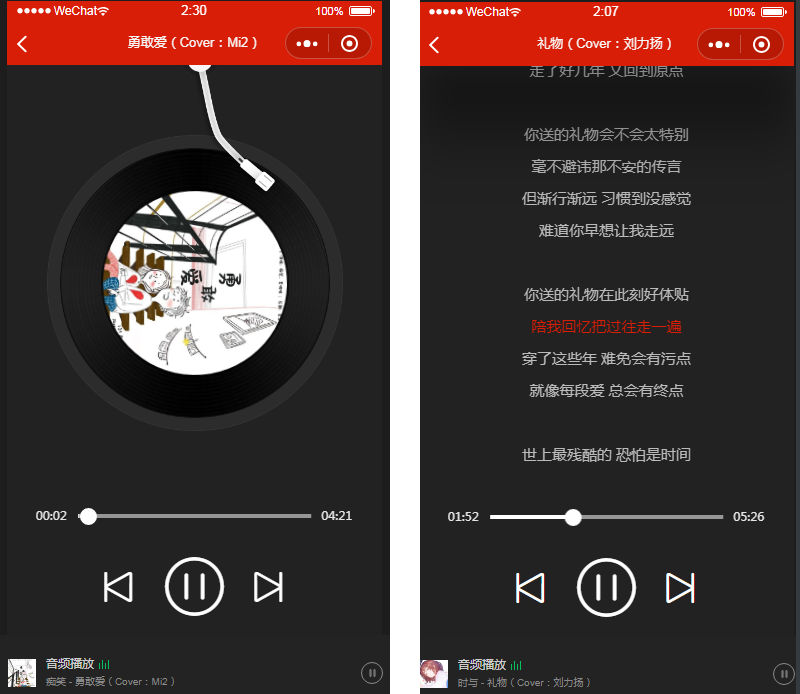 WeChat
2:30
100%
勇敢爱（Cover：Mi2）
勇
敢
爱
00:02
04:21
音频播放
痴笑 - 勇敢爱（Cover：Mi2）
WeChat
2:07
100%
礼物（Cover：刘力扬）
走了好几年 又回到原点
你送的礼物会不会太特别
毫不避讳那不安的传言
但渐行渐远 习惯到没感觉
难道你早想让我走远
你送的礼物在此刻好体贴
陪我回忆把过往走一遍
穿了这些年 难免会有污点
就像每段爱 总会有终点
世上最残酷的 恐怕是时间
01:52
05:26
音频播放
时与 - 礼物（Cover：刘力扬）